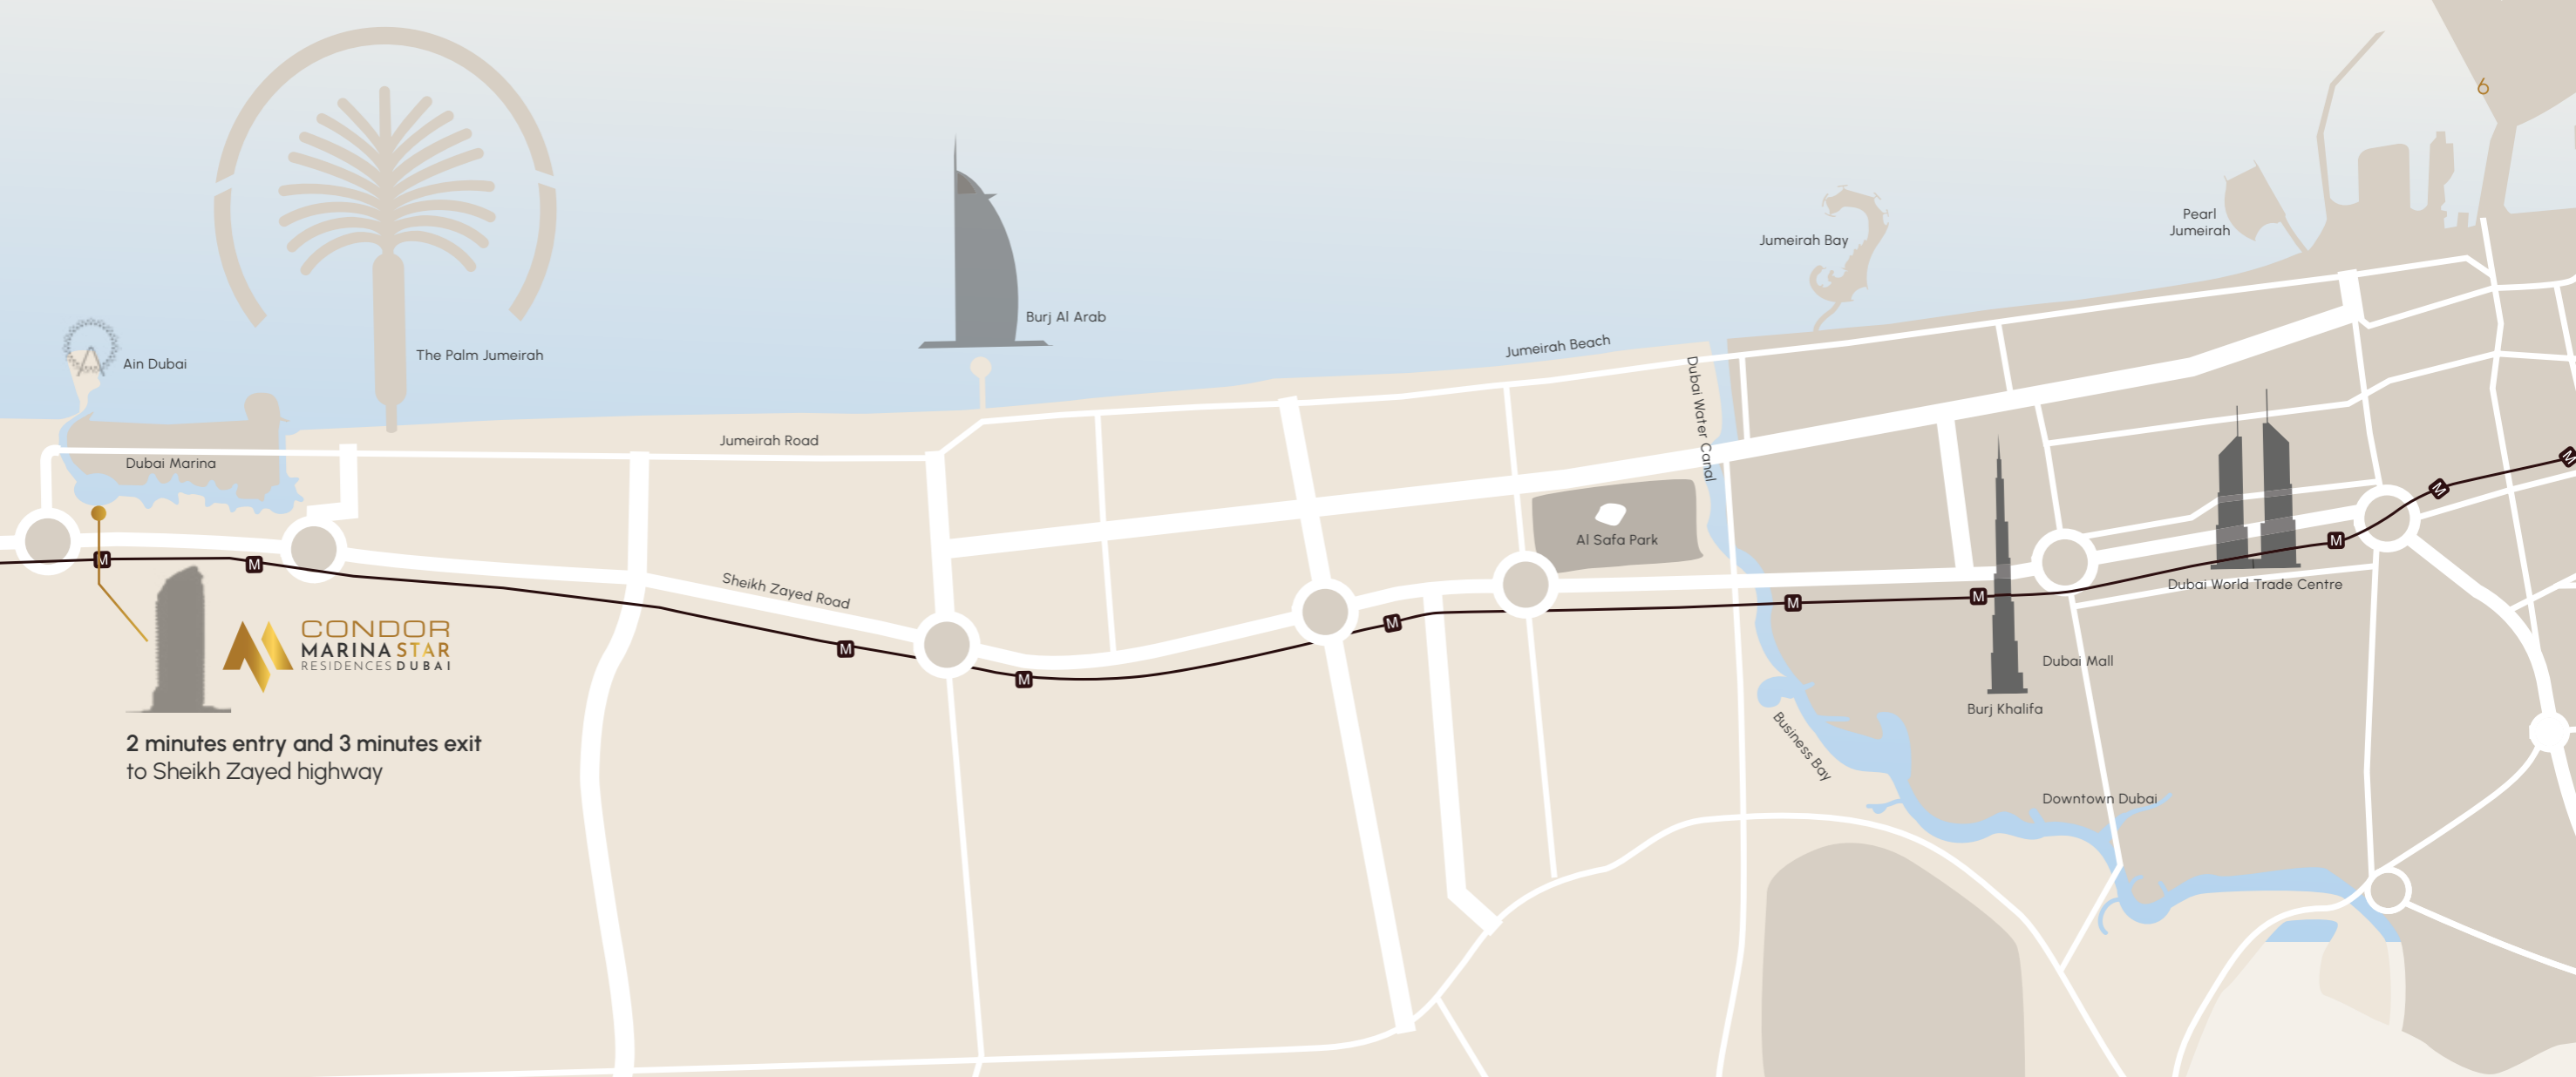 6
Pearl
Jumeirah
Jumeirah Bay
Burj Al Arab
Jumeirah Beach
The Palm Jumeirah
Ain Dubai
Dubai Water Canal
Jumeirah Road
Dubai Marina
M
M
M
M
M
M
M
M
M
M
M
Al Safa Park
Sheikh Zayed Road
Dubai World Trade Centre
CONDOR
MARINA STAR
RESIDENCES DUBAI
Dubai Mall
Burj Khalifa
Business Bay
2 minutes entry and 3 minutes exit
to Sheikh Zayed highway
Downtown Dubai